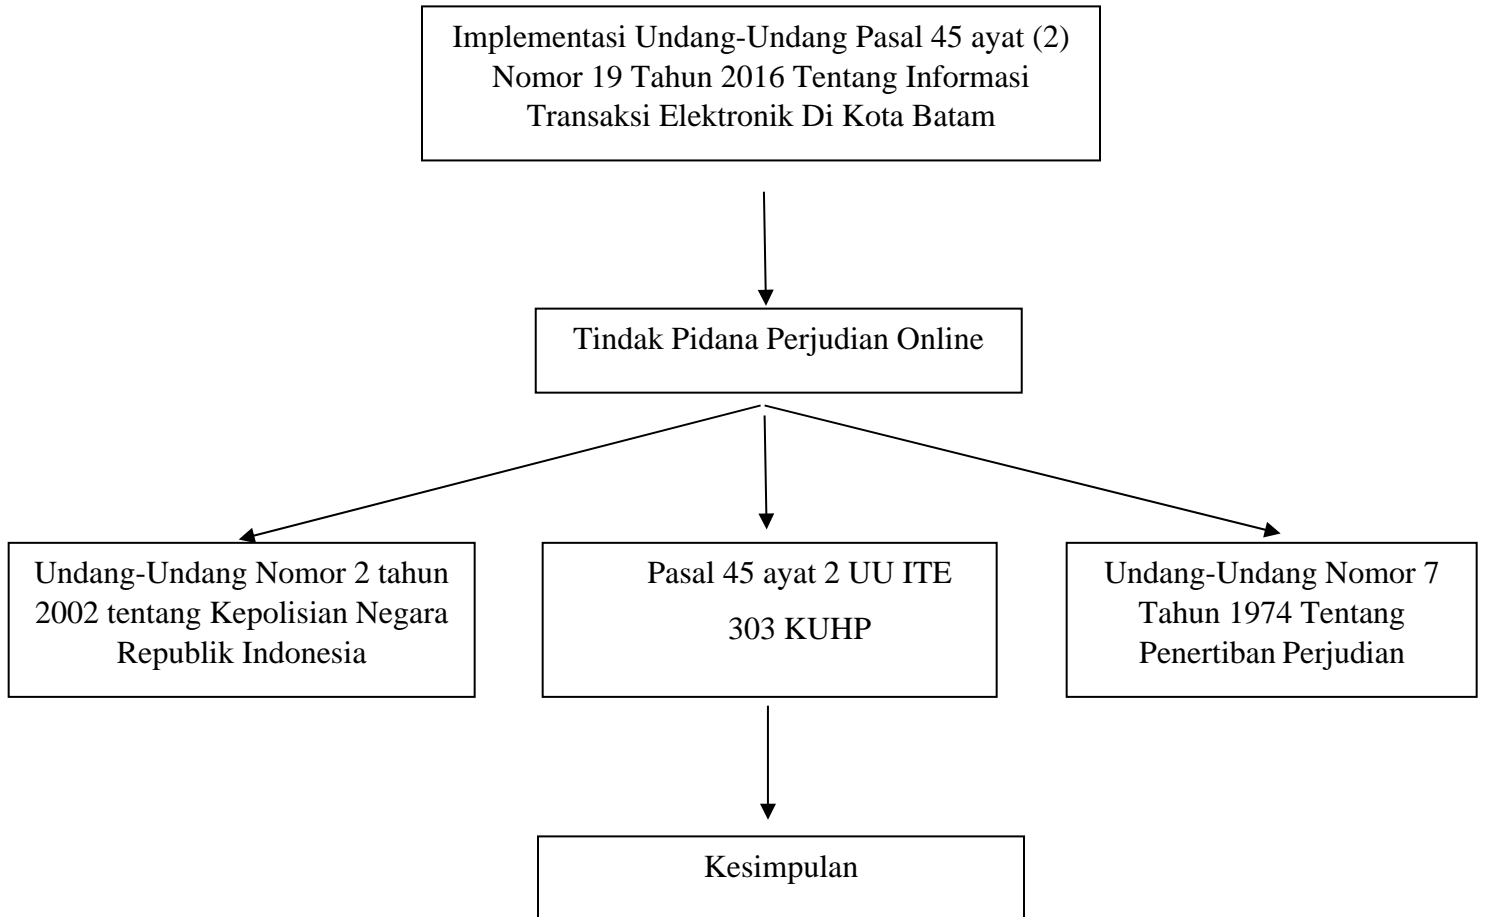 Implementasi Undang-Undang Pasal 45 ayat (2)
Nomor 19 Tahun 2016 Tentang Informasi
Transaksi Elektronik Di Kota Batam
Tindak Pidana Perjudian Online
Undang-Undang Nomor 2 tahun
2002 tentang Kepolisian Negara
Republik Indonesia
Pasal 45 ayat 2 UU ITE
303 KUHP
Undang-Undang Nomor 7
Tahun 1974 Tentang
Penertiban Perjudian
Kesimpulan